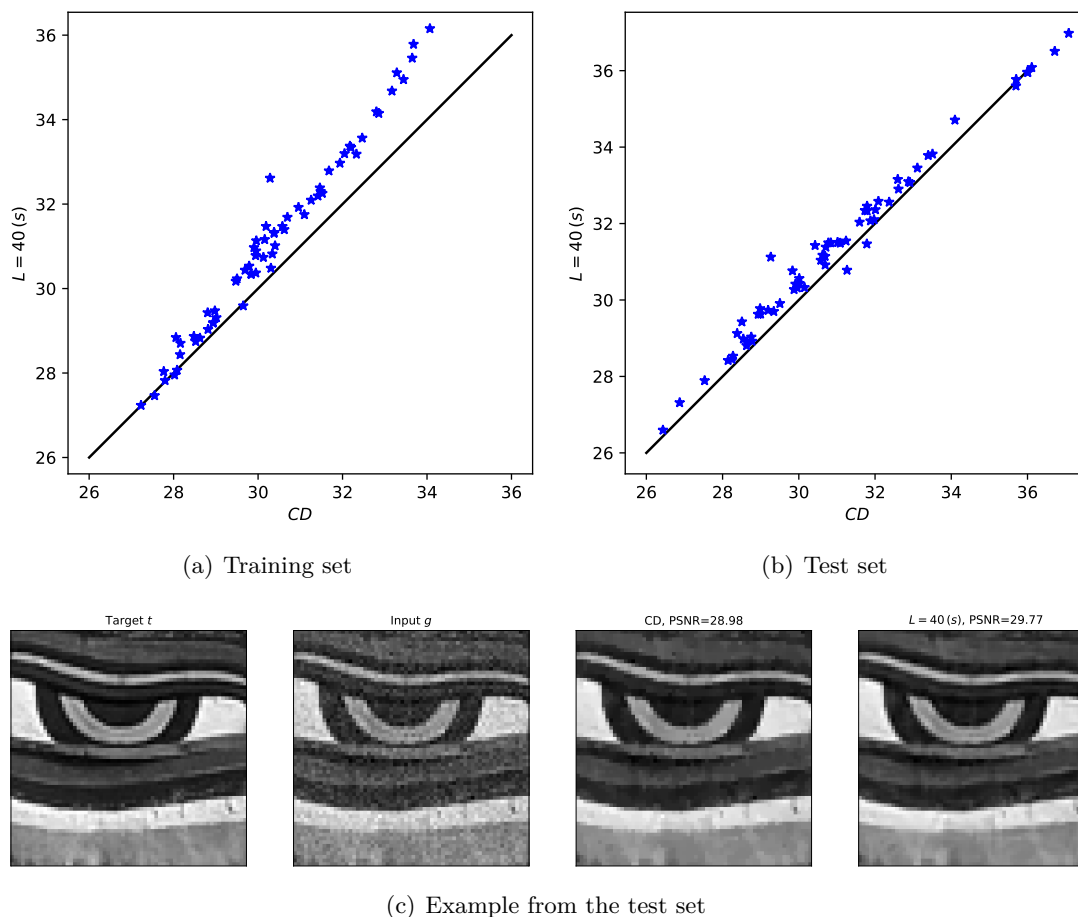 36
34
32
30
28
26
L = 40 (s)
26 28 30 32 34 36
CD
(a) Training set
36
34
32
30
28
26
L = 40 (s)
26 28 30 32 34 36
CD
(b) Test set
Target t
Input g
CD, PSNR=28.98
L = 40 (s), PSNR=29.77
(c) Example from the test set